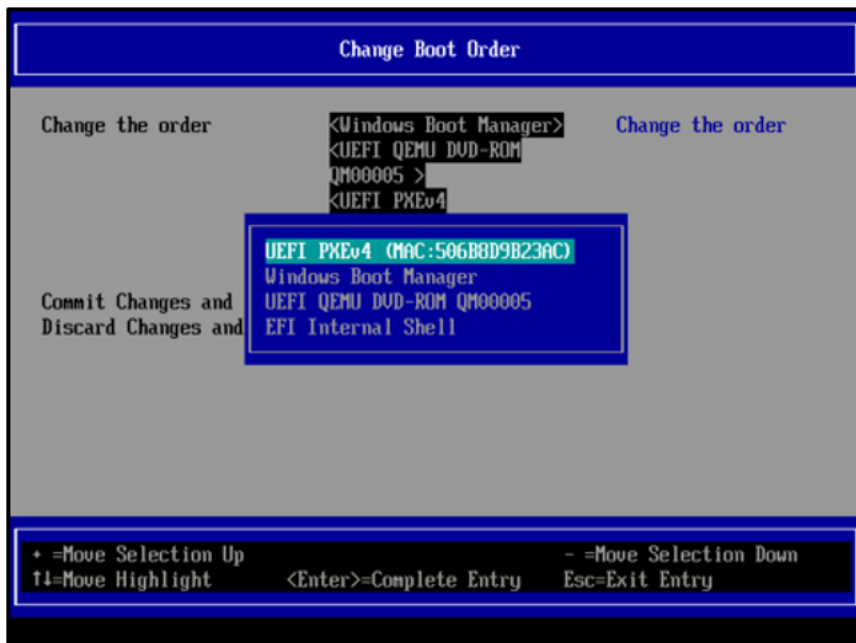 Change Boot Order
Change the order <Windows Boot Manager> Change the order
<UEFI QEMU DVD-ROM
QM00005 >
<UEFI PXEv4
UEFI PXEv4 (MAC:506B8D9B23AC)
Windows Boot Manager
Commit Changes and UEFI QEMU DVD-ROM QM00005
Discard Changes and EFI Internal Shell
+ =Move Selection Up - =Move Selection Down
↑↓=Move Highlight <Enter>=Complete Entry Esc=Exit Entry